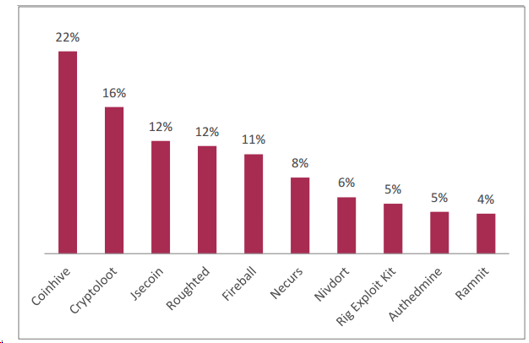 22%
16%
12%
12%
11%
8%
6%
5%
5%
4%
Coinhive
Cryptoloot
Jsecoin
Roughted
Fireball
Necurs
Nivdort
Rig Exploit Kit
Authedmine
Ramnit